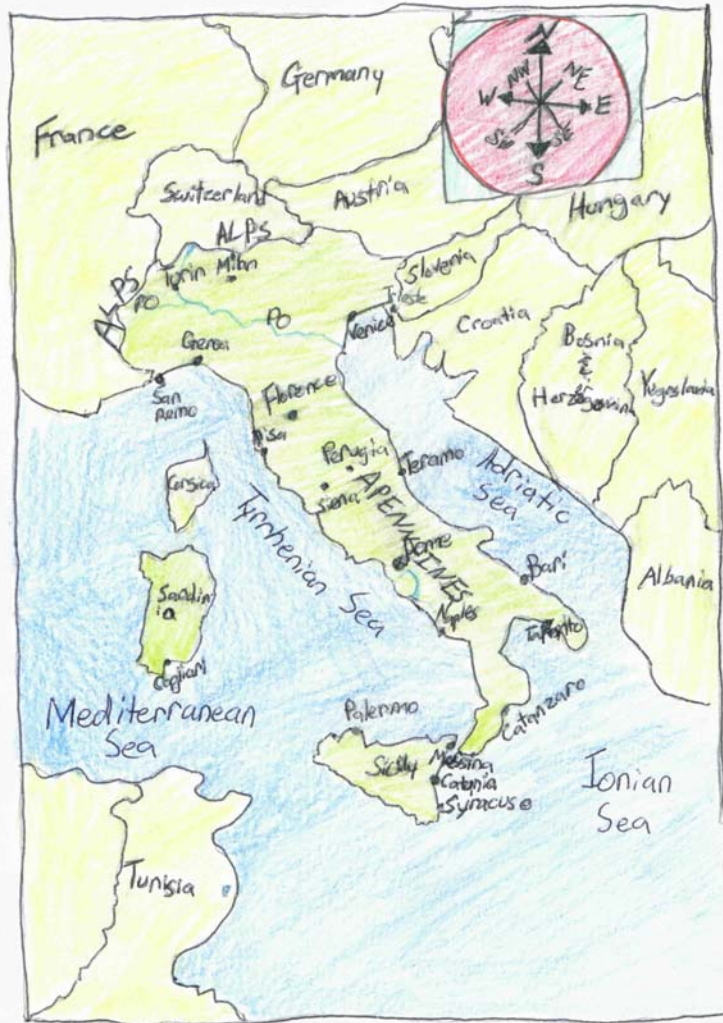 N
NW
NE
W
E
SW
SE
S
Germany
France
Switzerland
Austria
Hungary
ALPS
Turin
Milan
Slovenia
ALPS
PO
PO
Venice
Trieste
Croatia
Bosnia
&
Herzegovina
Yugoslavia
Genoa
San
Remo
Florence
Pisa
Perugia
Siena
Teramo
Adriatic
Sea
APENNINES
Corsica
Tyrrhenian Sea
Rome
Bari
Albania
Sardin
ia
Naples
Taranto
Cagliari
Mediterranean
Sea
Palermo
Catanzaro
Sicily
Messina
Catania
Syracuse
Ionian
Sea
Tunisia